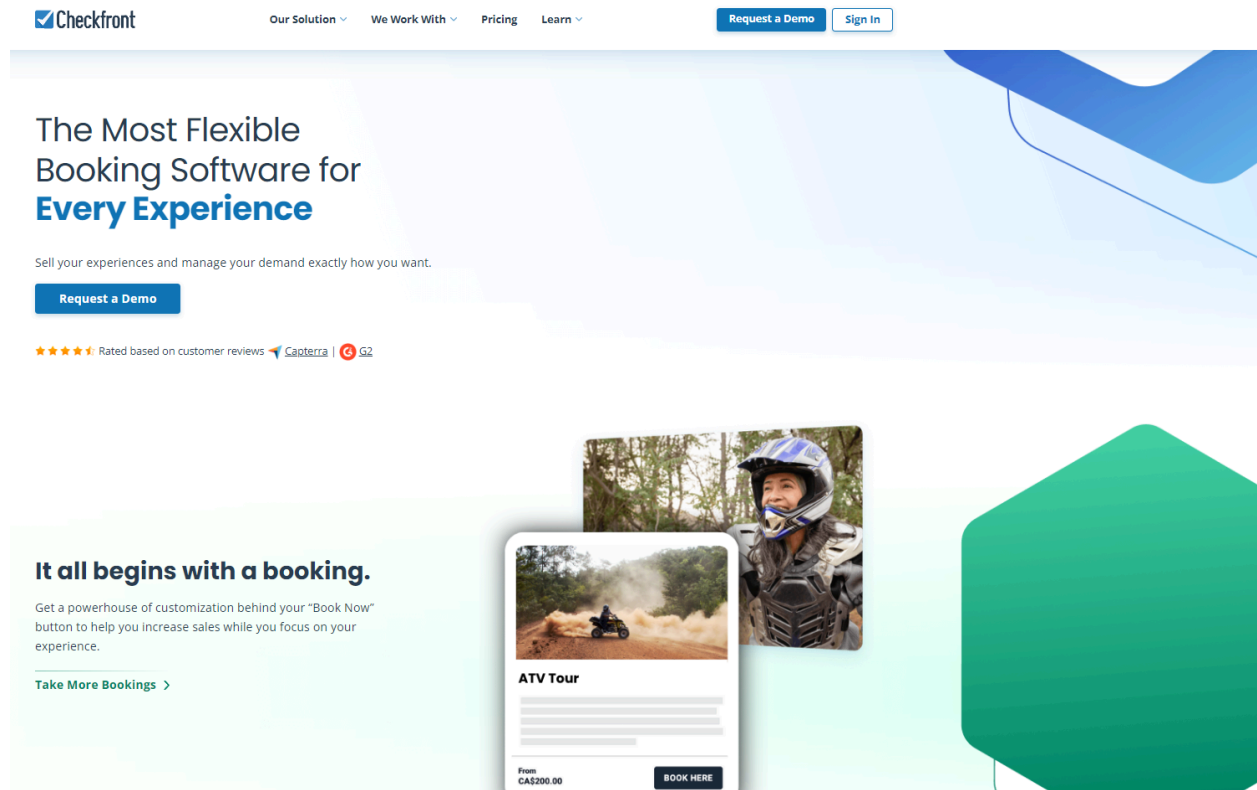 Checkfront
Our Solution We Work With Pricing Learn Request a Demo Sign In
The Most Flexible
Booking Software for
Every Experience
Sell your experiences and manage your demand exactly how you want.
Request a Demo
Rated based on customer reviews Capterra | G2
It all begins with a booking.
Get a powerhouse of customization behind your “Book Now”
button to help you increase sales while you focus on your
experience.
Take More Bookings
ATV Tour
From
CA$200.00
BOOK HERE